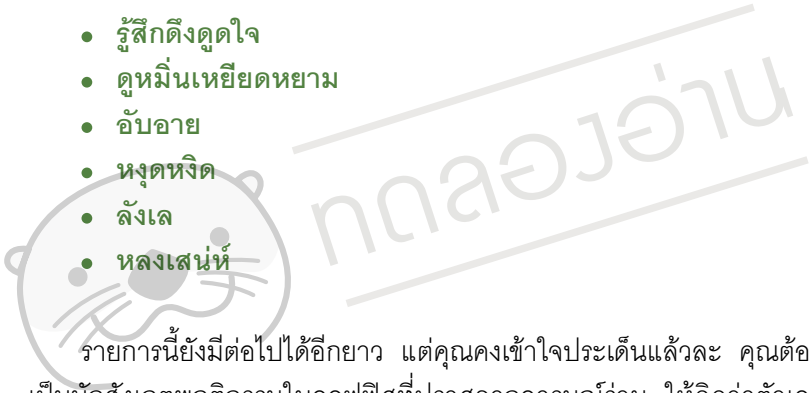 ● รู้สึกดึงดูดใจ
● ดูหมิ่นเหยียดหยาม
● อับอาย
● หงุดหงิด
● ลังเล
● หลงเสน่ห์
ทดลองอ่าน
รายการนี้ยังมีต่อไปได้อีกยาว แต่คุณคงเข้าใจประเด็นแล้วละ คุณต้อ